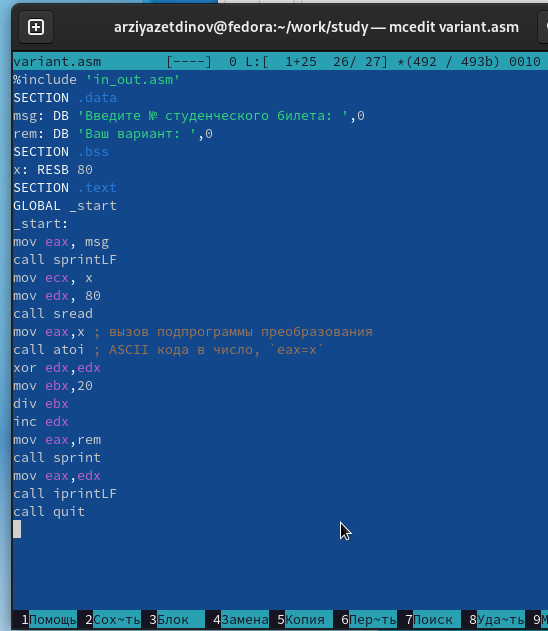 arziyazetdinov@fedora:~/work/study — mcedit variant.asm
variant.asm [----] 0 L:[ 1+25 26/ 27] *(492 / 493b) 0010
%include 'in_out.asm'
SECTION .data
msg: DB 'Введите № студенческого билета: ',0
rem: DB 'Ваш вариант: ',0
SECTION .bss
x: RESB 80
SECTION .text
GLOBAL _start
_start:
mov eax, msg
call sprintLF
mov ecx, x
mov edx, 80
call sread
mov eax,x ; вызов подпрограммы преобразования
call atoi ; ASCII кода в число, `eax=x`
xor edx,edx
mov ebx,20
div ebx
inc edx
mov eax,rem
call sprint
mov eax,edx
call iprintLF
call quit
1Помощь 2Сох~ть 3Блок 4Замена 5Копия 6Пер~ть 7Поиск 8Уда~ть 9